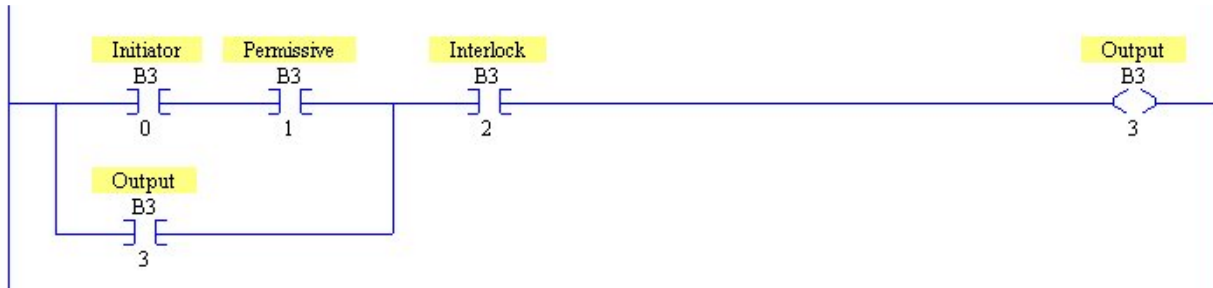 Initiator Permissive Interlock Output
B3 B3 B3 B3
0 1 2 3
Output
B3
3